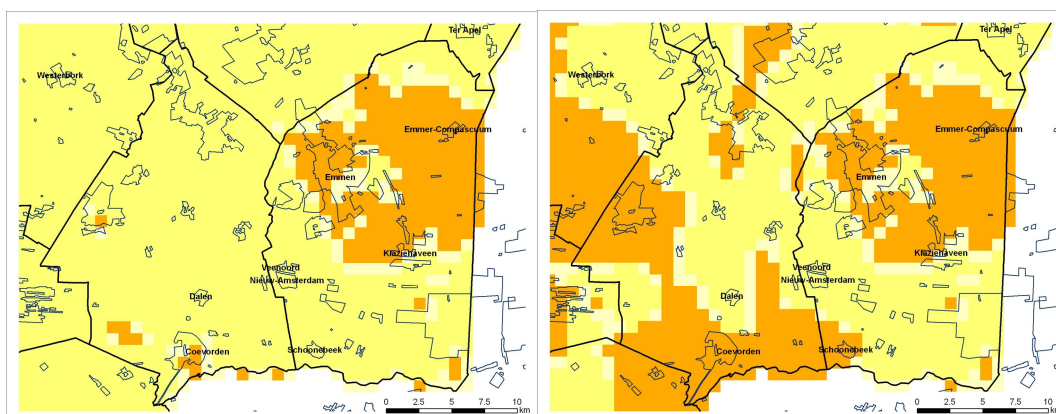 Ter Apel
Westerbork
Emmer-Compascuum
Emmen
Klazienaveen
Veenoord
Nieuw-Amsterdam
Dalen
Coevorden
Schoonebeek
0 2.5 5 7.5 10
km
Ter Apel
Westerbork
Emmer-Compascuum
Emmen
Klazienaveen
Veenoord
Nieuw-Amsterdam
Dalen
Coevorden
Schoonebeek
0 2.5 5 7.5 10
km